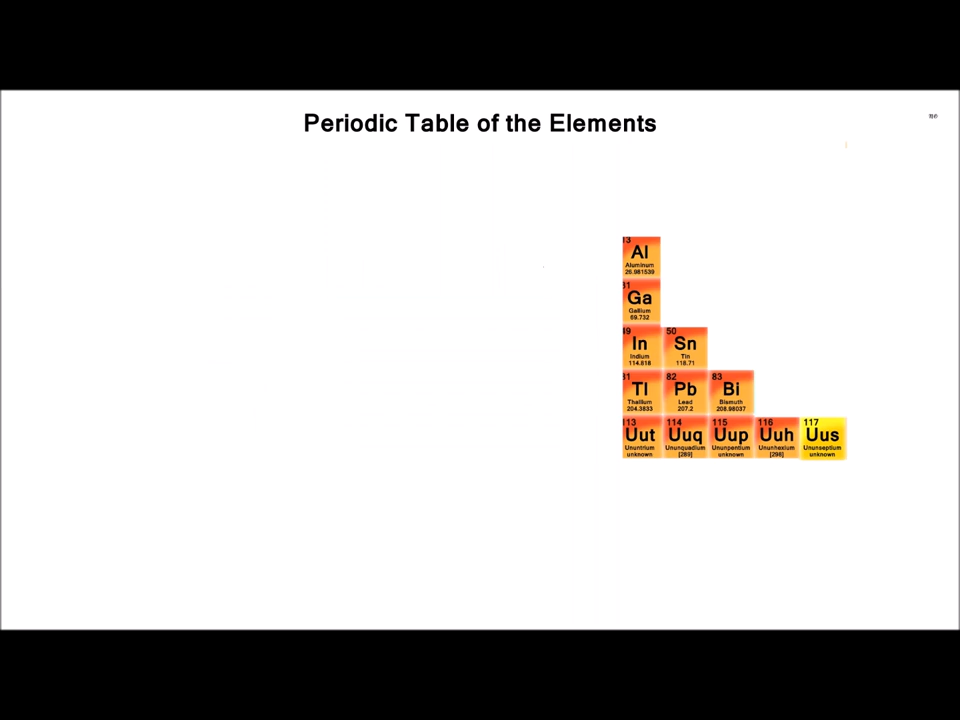 Periodic Table of the Elements
13
Al
Aluminum
26.981539
31
Ga
Gallium
69.732
49 50
In Sn
Indium Tin
114.818 118.71
81 82 83
Tl Pb Bi
Thallium Lead Bismuth
204.3833 207.2 208.98037
113 114 115 116 117
Uut Uuq Uup Uuh Uus
Ununtrium Ununquadium Ununpentium Ununhexium Ununseptium
unknown [289] unknown [298] unknown